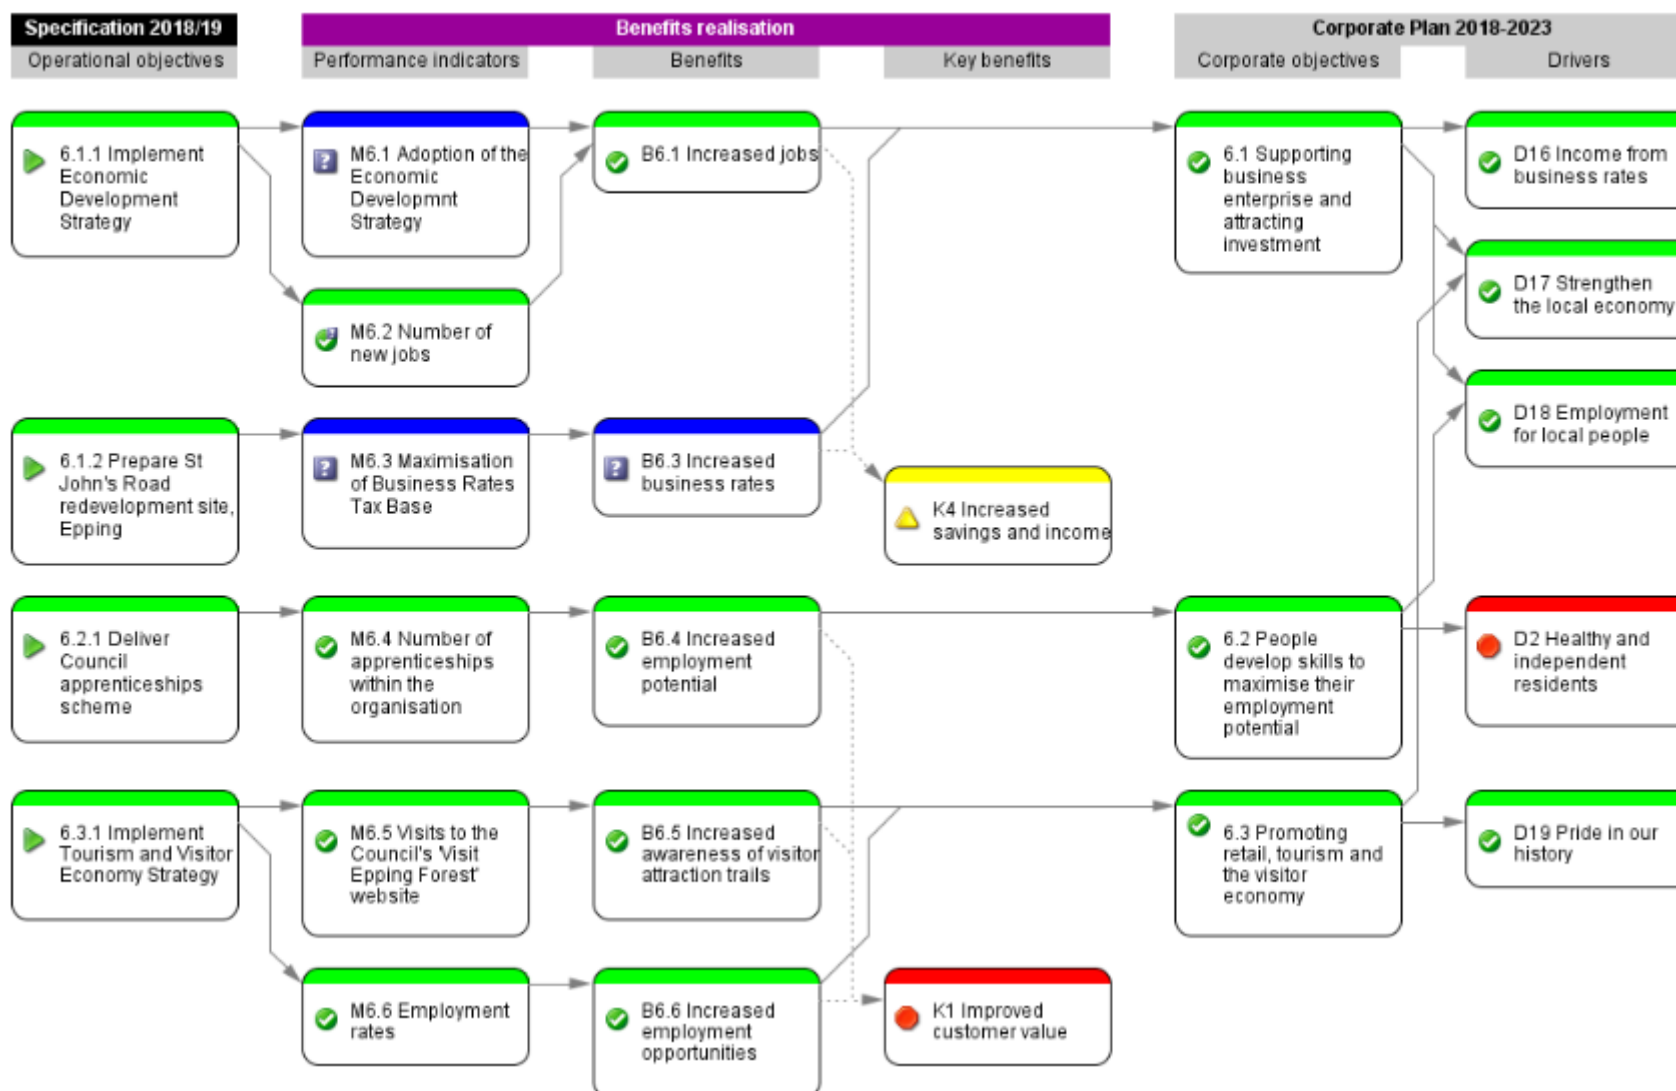 Specification 2018/19
Benefits realisation
Corporate Plan 2018-2023
Operational objectives
Performance indicators
Benefits
Key benefits
Corporate objectives
Drivers
6.1.1 Implement
Economic
Development
Strategy
M6.1 Adoption of the
Economic
Developmnt
Strategy
B6.1 Increased jobs
6.1 Supporting
business
enterprise and
attracting
investment
D16 Income from
business rates
D17 Strengthen
the local economy
M6.2 Number of
new jobs
D18 Employment
for local people
6.1.2 Prepare St
John's Road
redevelopment site,
Epping
M6.3 Maximisation
of Business Rates
Tax Base
B6.3 Increased
business rates
K4 Increased
savings and income
6.2.1 Deliver
Council
apprenticeships
scheme
M6.4 Number of
apprenticeships
within the
organisation
B6.4 Increased
employment
potential
6.2 People
develop skills to
maximise their
employment
potential
D2 Healthy and
independent
residents
6.3.1 Implement
Tourism and Visitor
Economy Strategy
M6.5 Visits to the
Council's 'Visit
Epping Forest'
website
B6.5 Increased
awareness of visitor
attraction trails
6.3 Promoting
retail, tourism and
the visitor
economy
D19 Pride in our
history
M6.6 Employment
rates
B6.6 Increased
employment
opportunities
K1 Improved
customer value